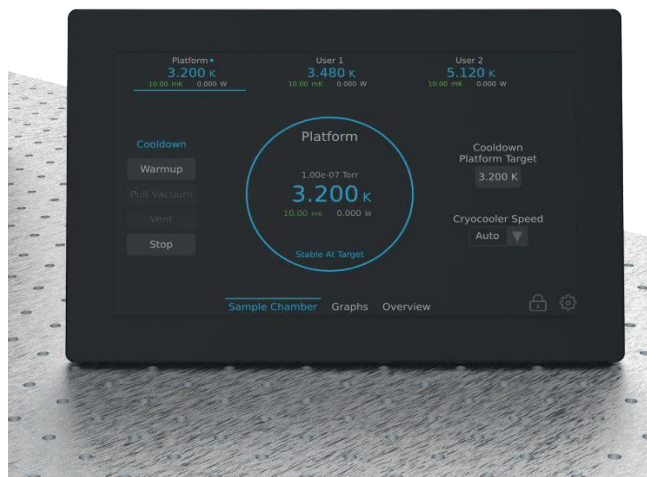 Platform
3.200 K
10.00 mK 0.000 W
User 1
3.480 K
10.00 mK 0.000 W
User 2
5.120 K
10.00 mK 0.000 W
Cooldown
Warmup
Pull Vacuum
Vent
Stop
Platform
1.00e-07 Torr
3.200 K
10.00 mK 0.000 W
Stable At Target
Cooldown
Platform Target
3.200 K
Cryocooler Speed
Auto
Sample Chamber Graphs Overview